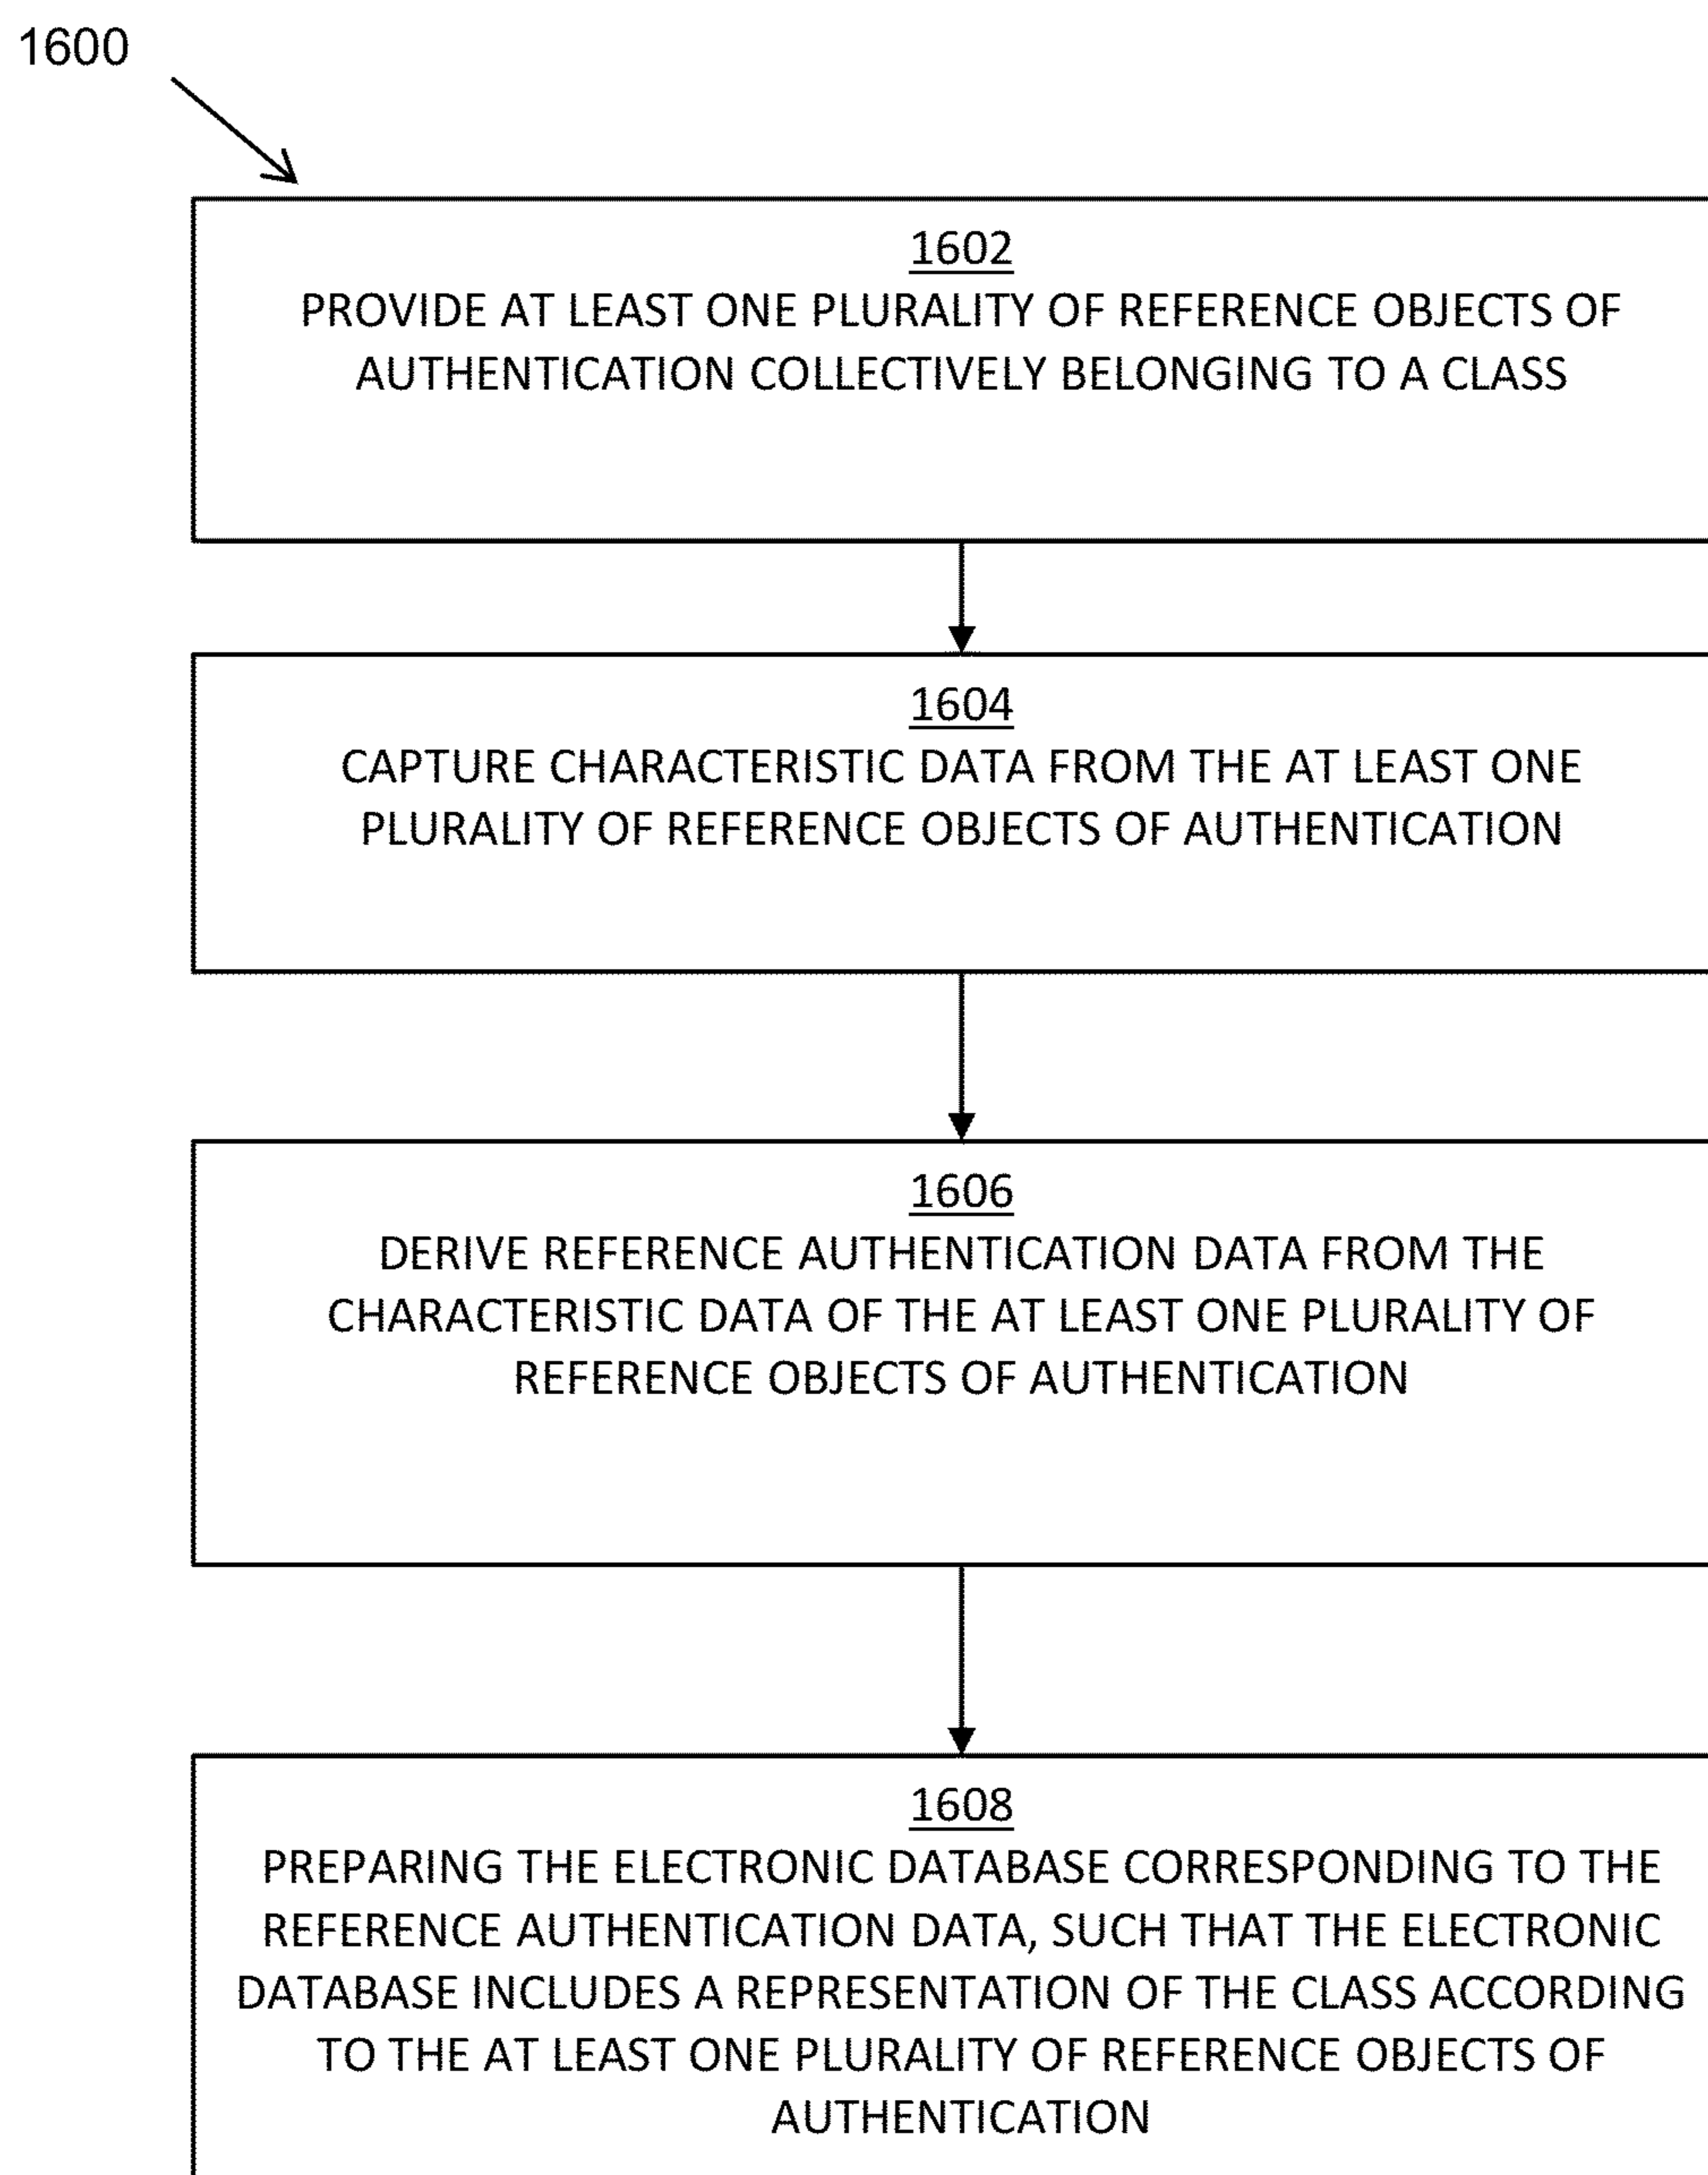 1600
1602
PROVIDE AT LEAST ONE PLURALITY OF REFERENCE OBJECTS OF
AUTHENTICATION COLLECTIVELY BELONGING TO A CLASS
1604
CAPTURE CHARACTERISTIC DATA FROM THE AT LEAST ONE
PLURALITY OF REFERENCE OBJECTS OF AUTHENTICATION
1606
DERIVE REFERENCE AUTHENTICATION DATA FROM THE
CHARACTERISTIC DATA OF THE AT LEAST ONE PLURALITY OF
REFERENCE OBJECTS OF AUTHENTICATION
1608
PREPARING THE ELECTRONIC DATABASE CORRESPONDING TO THE
REFERENCE AUTHENTICATION DATA, SUCH THAT THE ELECTRONIC
DATABASE INCLUDES A REPRESENTATION OF THE CLASS ACCORDING
TO THE AT LEAST ONE PLURALITY OF REFERENCE OBJECTS OF
AUTHENTICATION